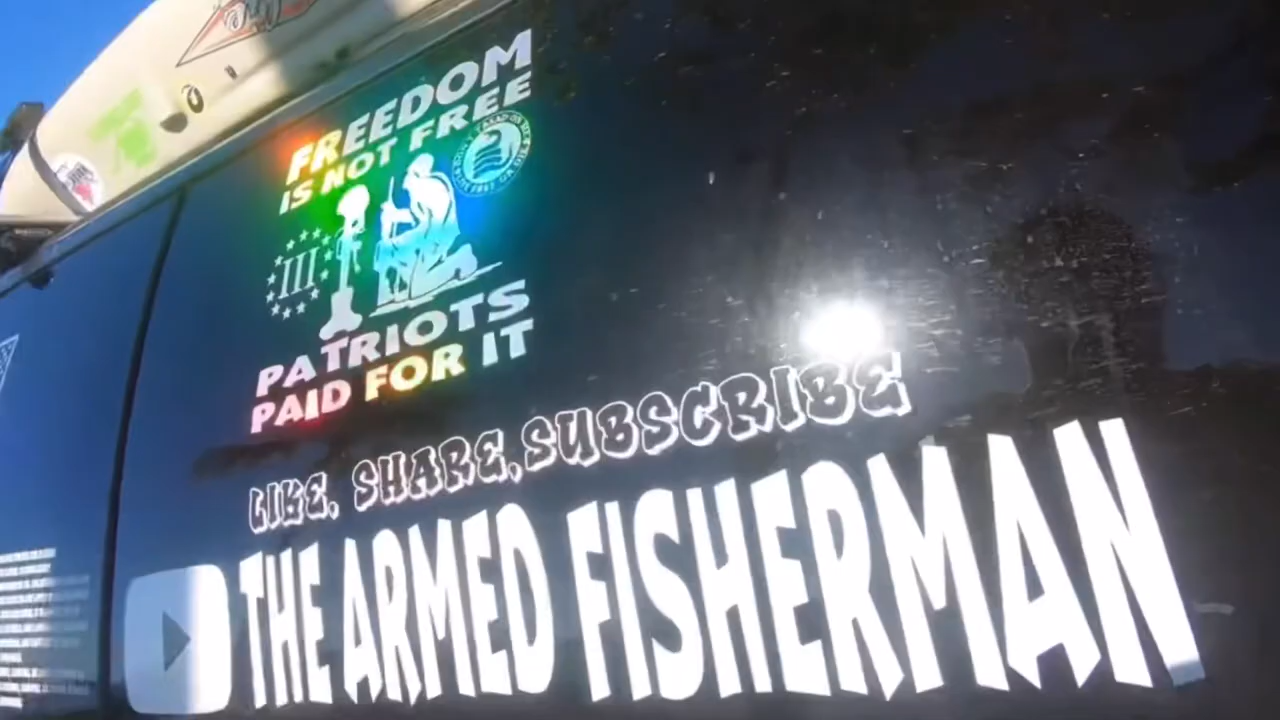 FREEDOM
IS NOT FREE
III
PATRIOTS
PAID FOR IT
LIKE. SHARE, SUBSCRIBE
THE ARMED FISHERMAN